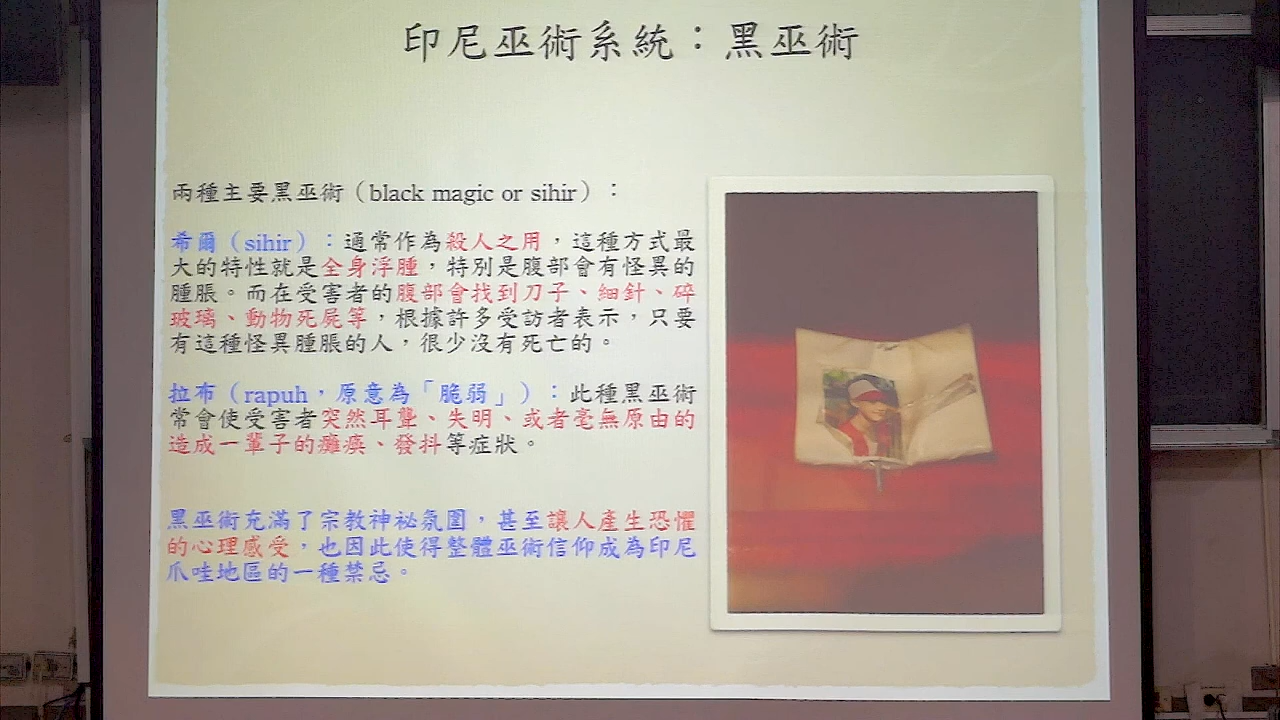 印尼巫術系統：黑巫術
兩種主要黑巫術（black magic or sihir）：
希爾（sihir）：通常作為殺人之用，這種方式最
大的特性就是全身浮腫，特別是腹部會有怪異的
腫脹。而在受害者的腹部會找到刀子、細針、碎
玻璃、動物死屍等，根據許多受訪者表示，只要
有這種怪異腫脹的人，很少沒有死亡的。
拉布（rapuh，原意為「脆弱」）：此種黑巫術
常會使受害者突然耳聾、失明、或者毫無原由的
造成一輩子的癱瘓、發抖等症狀。
黑巫術充滿了宗教神祕氛圍，甚至讓人產生恐懼
的心理感受，也因此使得整體巫術信仰成為印尼
爪哇地區的一種禁忌。